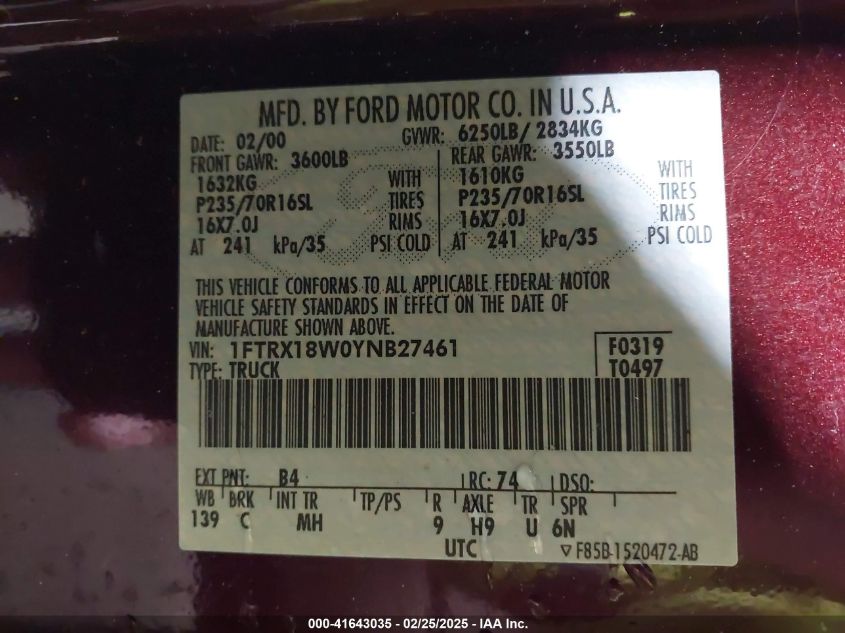 MFD. BY FORD MOTOR CO. IN U.S.A.
DATE: 02/00 GVWR: 6250LB/ 2834KG
FRONT GAWR: 3600LB REAR GAWR: 3550LB
1632KG WITH 1610KG WITH
P235/70R16SL TIRES P235/70R16SL TIRES
16X7.0J RIMS 16X7.0J RIMS
AT 241 kPa/35 PSI COLD AT 241 kPa/35 PSI COLD
THIS VEHICLE CONFORMS TO ALL APPLICABLE FEDERAL MOTOR
VEHICLE SAFETY STANDARDS IN EFFECT ON THE DATE OF
MANUFACTURE SHOWN ABOVE.
VIN: 1FTRX18W0YNB27461 F0319
TYPE: TRUCK T0497
EXT PNT: B4 RC: 74 DSO:
WB BRK INT TR TP/PS R AXLE TR SPR
139 C MH 9 H9 U 6N
UTC ▽ F85B-1520472-AB
000-41643035 - 02/25/2025 - IAA Inc.